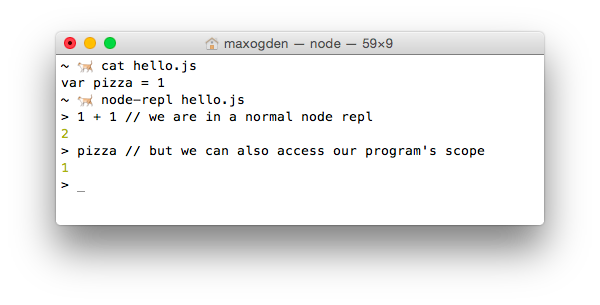 maxogden — node — 59×9
~ 🐈 cat hello.js
var pizza = 1
~ 🐈 node-repl hello.js
> 1 + 1 // we are in a normal node repl
2
> pizza // but we can also access our program's scope
1
> _